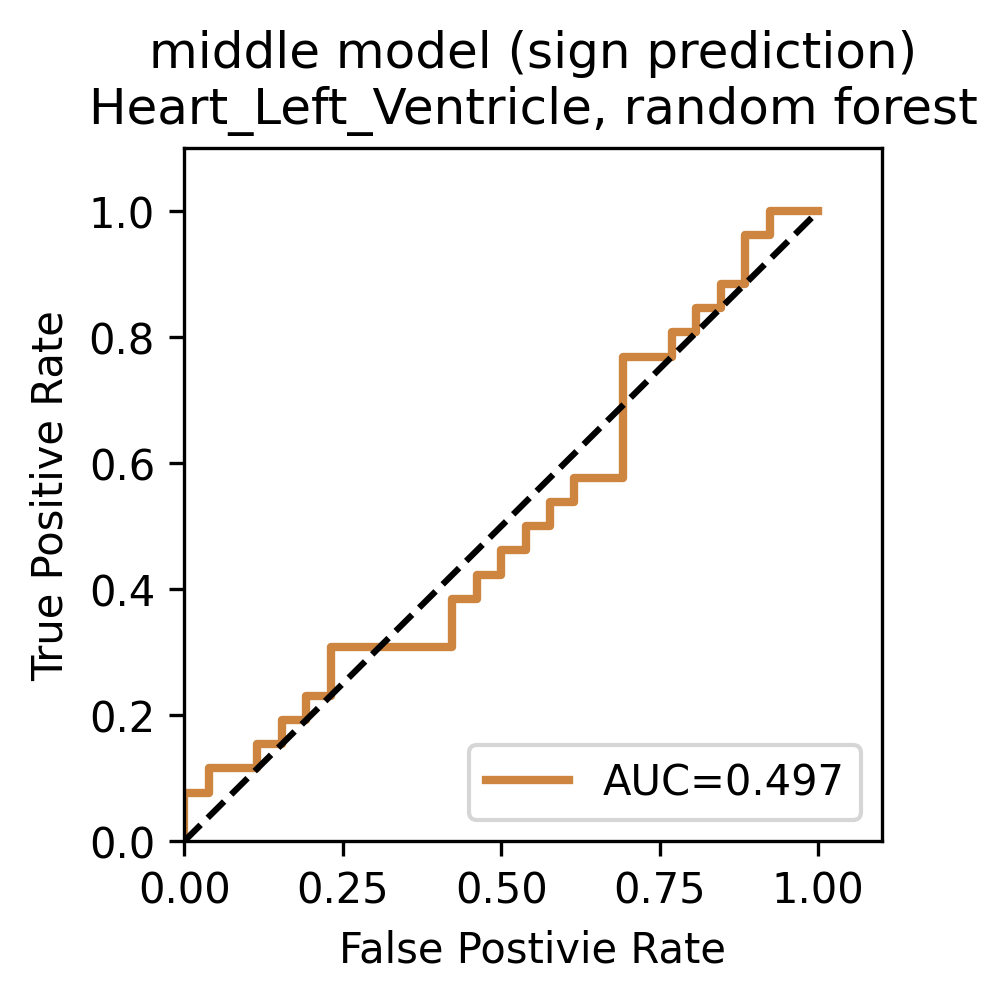 middle model (sign prediction)
Heart_Left_Ventricle, random forest
True Positive Rate
1.0
0.8
0.6
0.4
0.2
0.0
AUC=0.497
0.00 0.25 0.50 0.75 1.00
False Postivie Rate